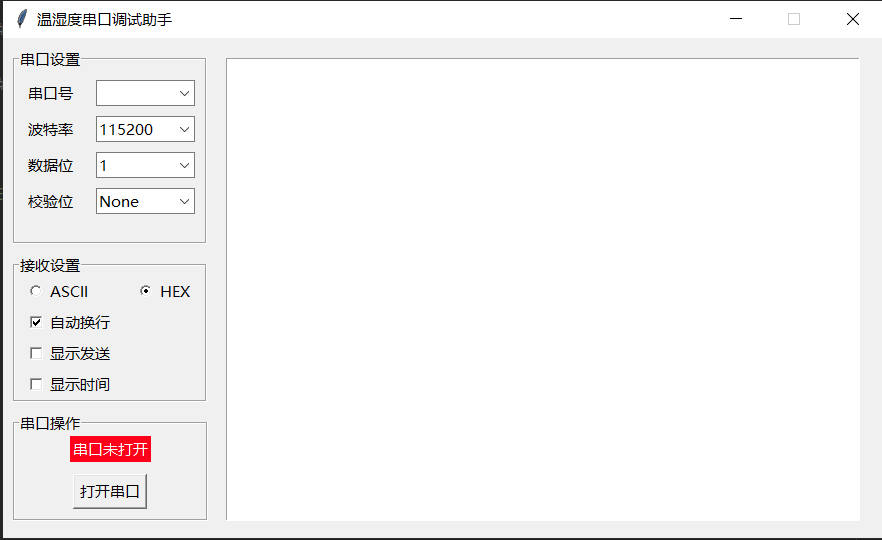 温湿度串口调试助手
串口设置
串口号
波特率 115200
数据位 1
校验位 None
接收设置
ASCII HEX
自动换行
显示发送
显示时间
串口操作
串口未打开
打开串口